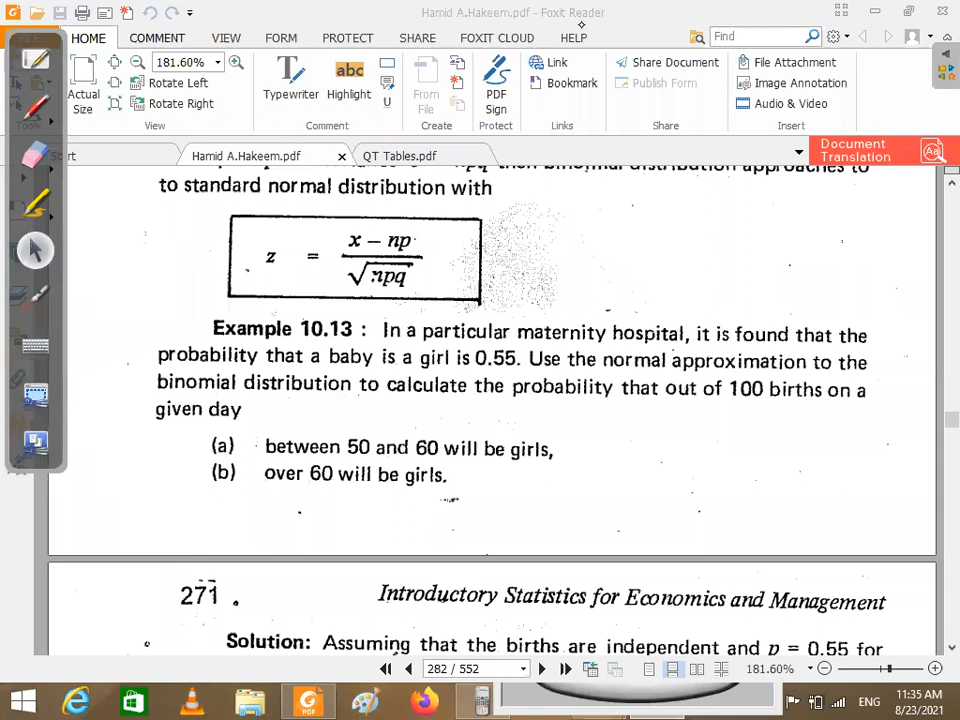 Hamid A.Hakeem.pdf - Foxit Reader
HOME COMMENT VIEW FORM PROTECT SHARE FOXIT CLOUD HELP Find
Actual Size
181.60%
Rotate Left
Rotate Right
View
Typewriter
Highlight
Comment
From File
Create
PDF Sign
Protect
Link
Bookmark
Links
Share Document
Publish Form
Share
File Attachment
Image Annotation
Audio & Video
Insert
Hamid A.Hakeem.pdf
QT Tables.pdf
Document
Translation
distribution approaches to
to standard normal distribution with
z = x – np / √npq
Example 10.13 : In a particular maternity hospital, it is found that the
probability that a baby is a girl is 0.55. Use the normal approximation to the
binomial distribution to calculate the probability that out of 100 births on a
given day
(a) between 50 and 60 will be girls,
(b) over 60 will be girls.
271 Introductory Statistics for Economics and Management
Solution: Assuming that the births are independent and p = 0.55 for
282 / 552
181.60%
ENG
11:35 AM
8/23/2021